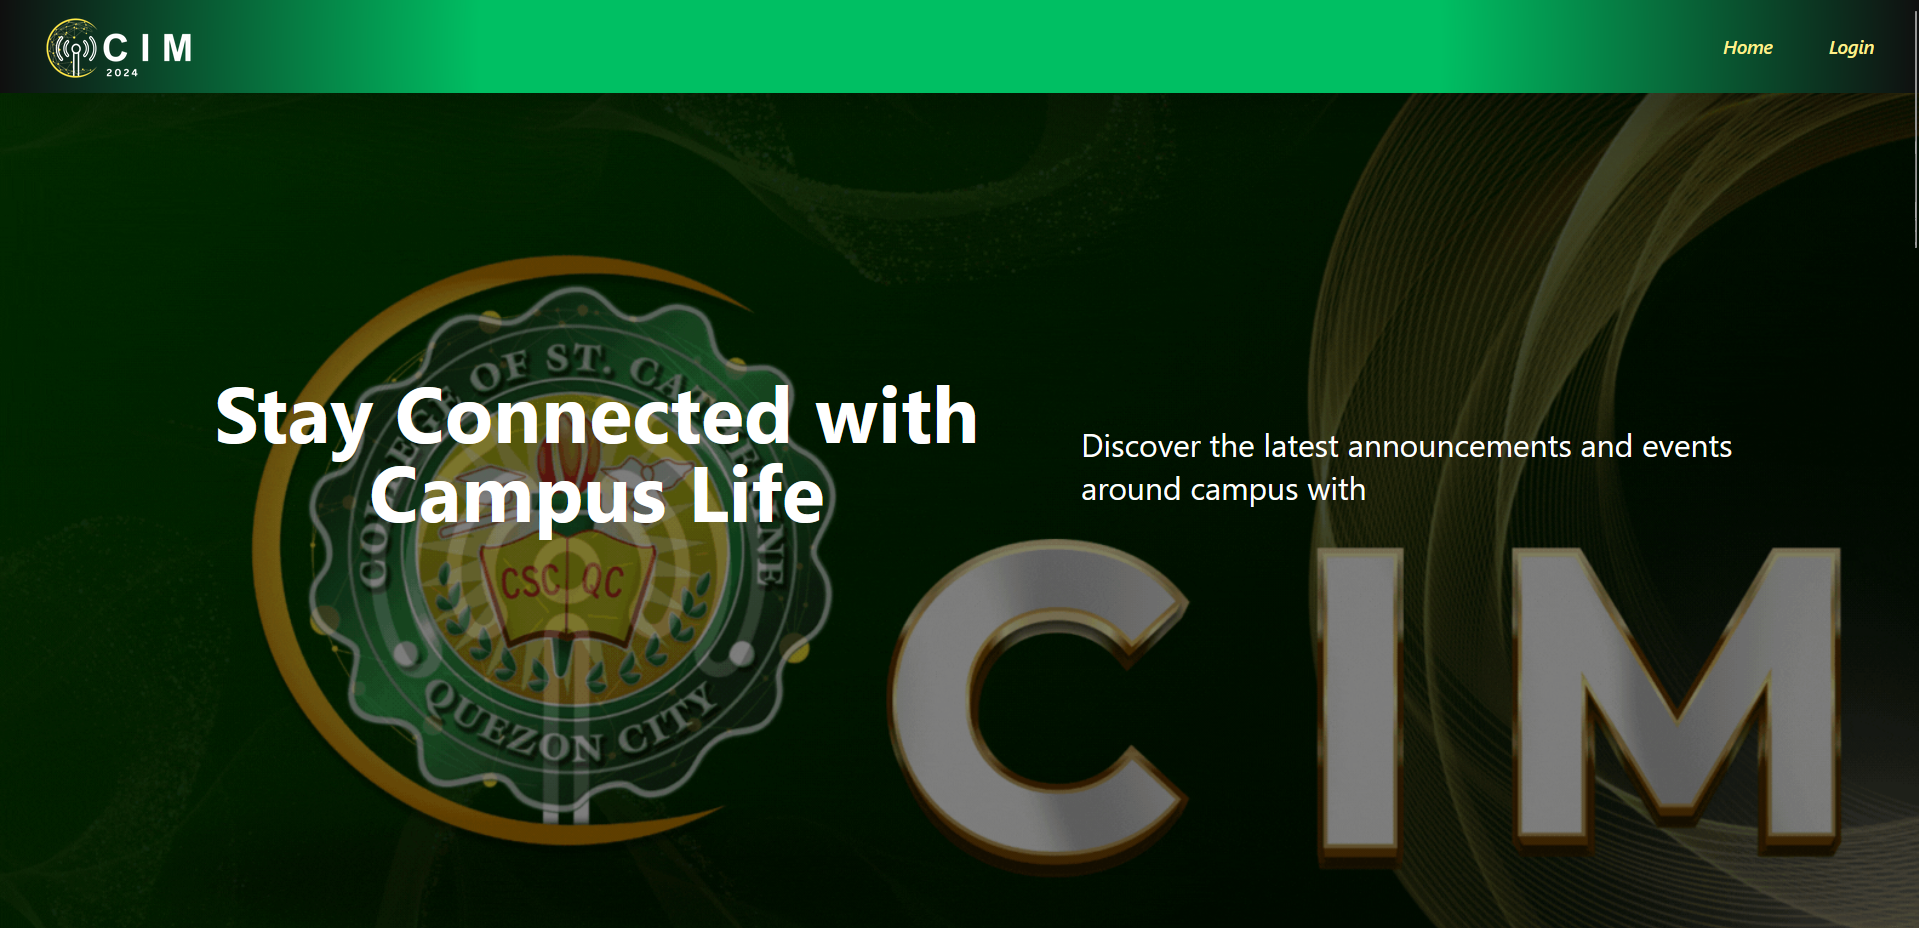 CIM
2024
Home
Login
Stay Connected with
Campus Life
Discover the latest announcements and events
around campus with
COLLEGE OF ST. CATHERINE
CSC QC
QUEZON CITY
CIM